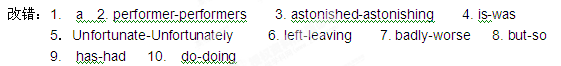 改错：1. a 2. performer-performers 3. astonished-astonishing 4. is-was
5. Unfortunate-Unfortunately 6. left-leaving 7. badly-worse 8. but-so
9. has-had 10. do-doing